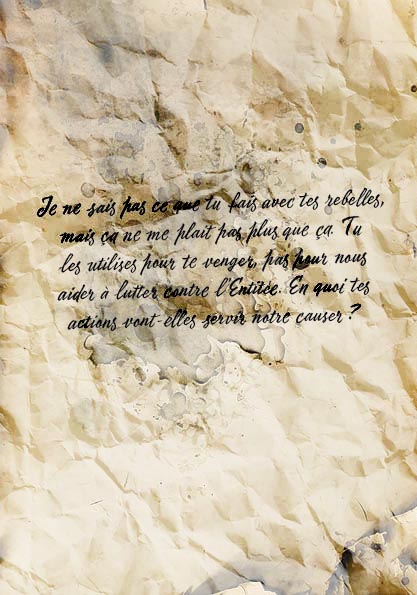 Je ne sais pas ce que tu fais avec tes rebelles,
mais ça ne me plait pas plus que ça. Tu
les utilises pour te venger, pas pour nous
aider à lutter contre l'Entitée. En quoi tes
actions vont-elles servir notre causer ?